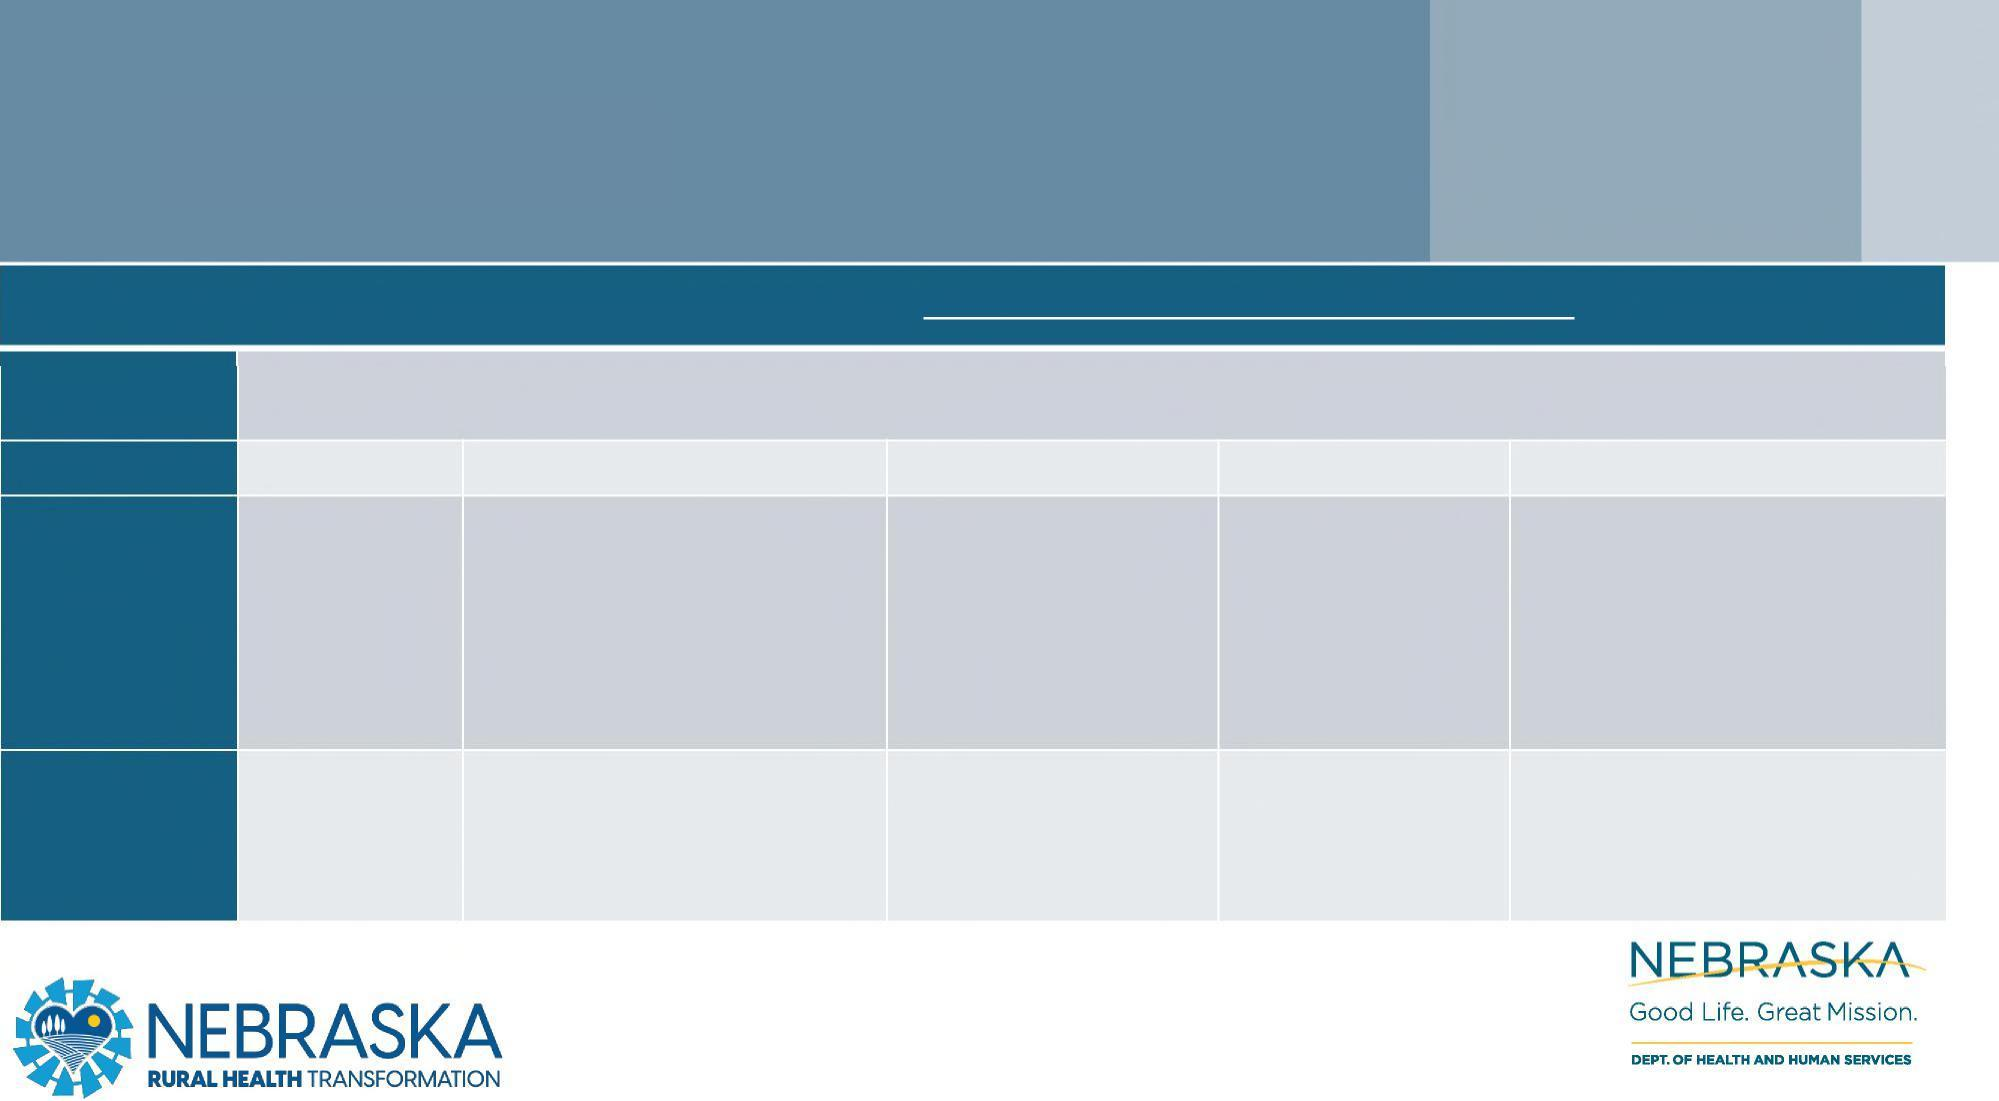 NEBRASKA
Good Life. Great Mission.
DEPT. OF HEALTH AND HUMAN SERVICES
NEBRASKA
RURAL HEALTH TRANSFORMATION